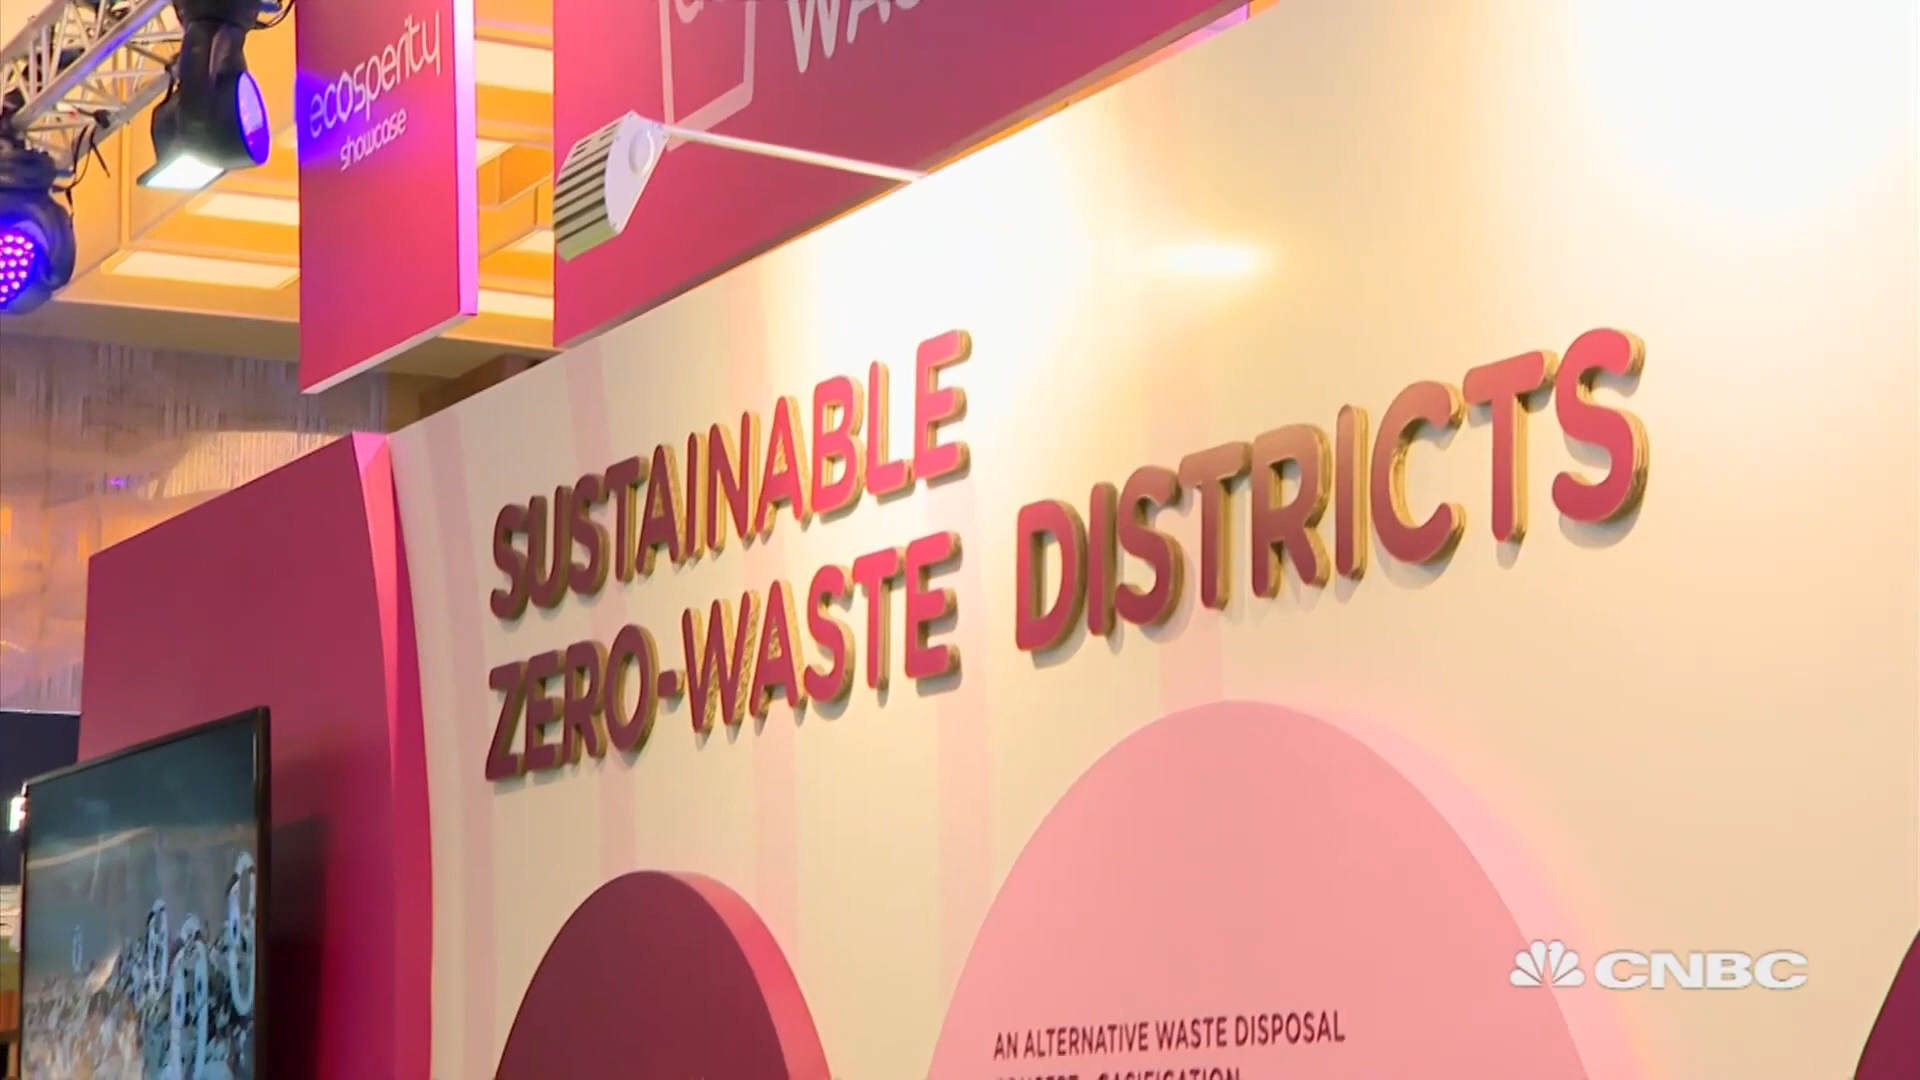 ecosperity
showcase
SUSTAINABLE
ZERO-WASTE DISTRICTS
AN ALTERNATIVE WASTE DISPOSAL
CNBC